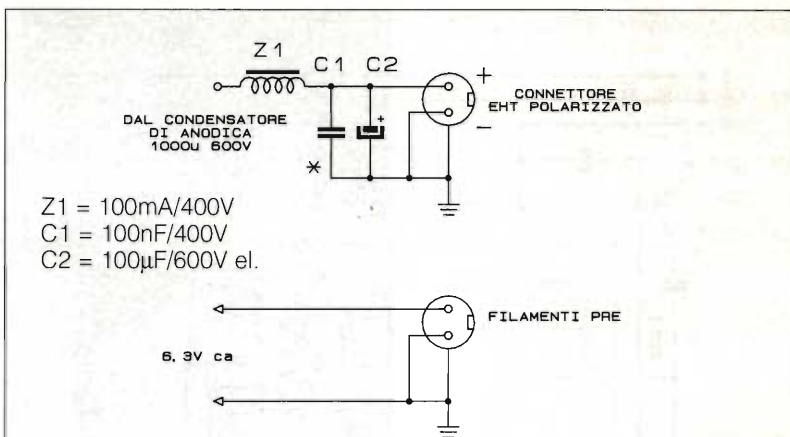 Z1
C1 C2
+
CONNETTORE
EHT POLARIZZATO
-
DAL CONDENSATORE
DI ANODICA
1000u 600V
+
*
Z1 = 100mA/400V
C1 = 100nF/400V
C2 = 100µF/600V el.
FILAMENTI PRE
6,3V ca